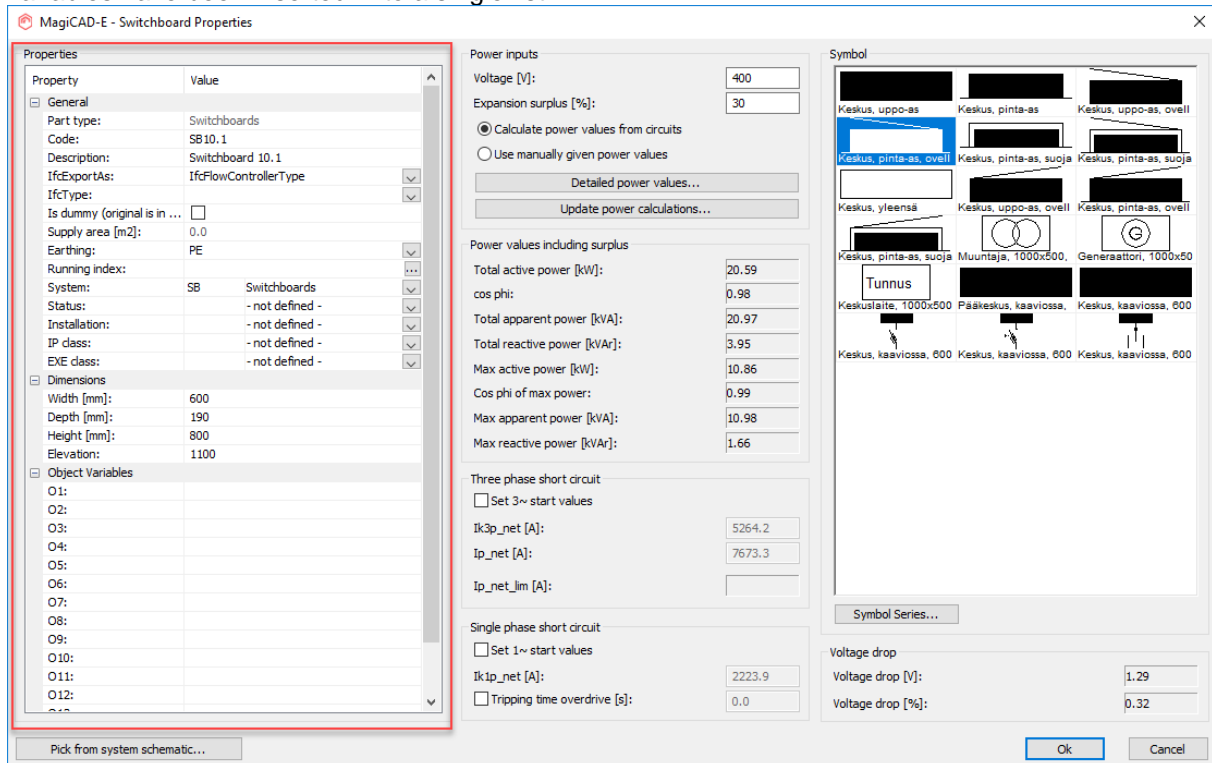 MagiCAD-E - Switchboard Properties
Properties
Property Value
General
Part type: Switchboards
Code: SB10.1
Description: Switchboard 10.1
IfcExportAs: IfcFlowControllerType
IfcType:
Is dummy (original is in ...
Supply area [m2]: 0.0
Earthing: PE
Running index: ...
System: SB Switchboards
Status: - not defined -
Installation: - not defined -
IP class: - not defined -
EXE class: - not defined -
Dimensions
Width [mm]: 600
Depth [mm]: 190
Height [mm]: 800
Elevation: 1100
Object Variables
O1:
O2:
O3:
O4:
O5:
O6:
O7:
O8:
O9:
O10:
O11:
O12:
Pick from system schematic...
Power inputs
Voltage [V]: 400
Expansion surplus [%]: 30
Calculate power values from circuits
Use manually given power values
Detailed power values...
Update power calculations...
Power values including surplus
Total active power [kW]: 20.59
cos phi: 0.98
Total apparent power [kVA]: 20.97
Total reactive power [kVAr]: 3.95
Max active power [kW]: 10.86
Cos phi of max power: 0.99
Max apparent power [kVA]: 10.98
Max reactive power [kVAr]: 1.66
Three phase short circuit
Set 3~ start values
Ik3p_net [A]: 5264.2
Ip_net [A]: 7673.3
Ip_net_lim [A]:
Single phase short circuit
Set 1~ start values
Ik1p_net [A]: 2223.9
Tripping time overdrive [s]: 0.0
Symbol
Keskus, uppo-as Keskus, pinta-as Keskus, uppo-as, ovell
Keskus, pinta-as, ovell Keskus, pinta-as, suoja Keskus, pinta-as, suoja
Keskus, yleensä Keskus, uppo-as, ovell Keskus, pinta-as, ovell
G
Keskus, pinta-as, suoja Muuntaja, 1000x500, Generaattori, 1000x50
Tunnus
Keskuslaite, 1000x500 Pääkeskus, kaaviossa, Keskus, kaaviossa, 600
Keskus, kaaviossa, 600 Keskus, kaaviossa, 600 Keskus, kaaviossa, 600
Symbol Series...
Voltage drop
Voltage drop [V]: 1.29
Voltage drop [%]: 0.32
Ok Cancel